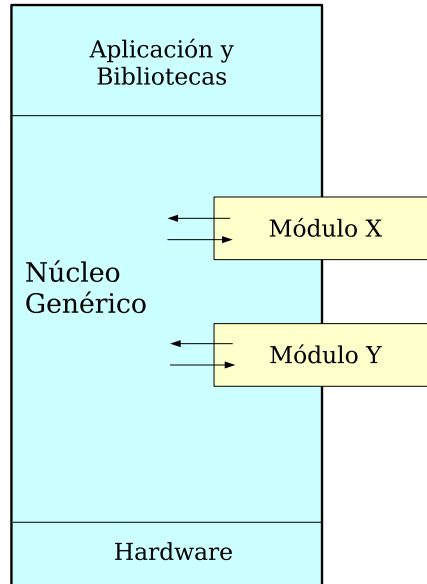 Aplicación y
Bibliotecas
Módulo X
Núcleo
Genérico
Módulo Y
Hardware